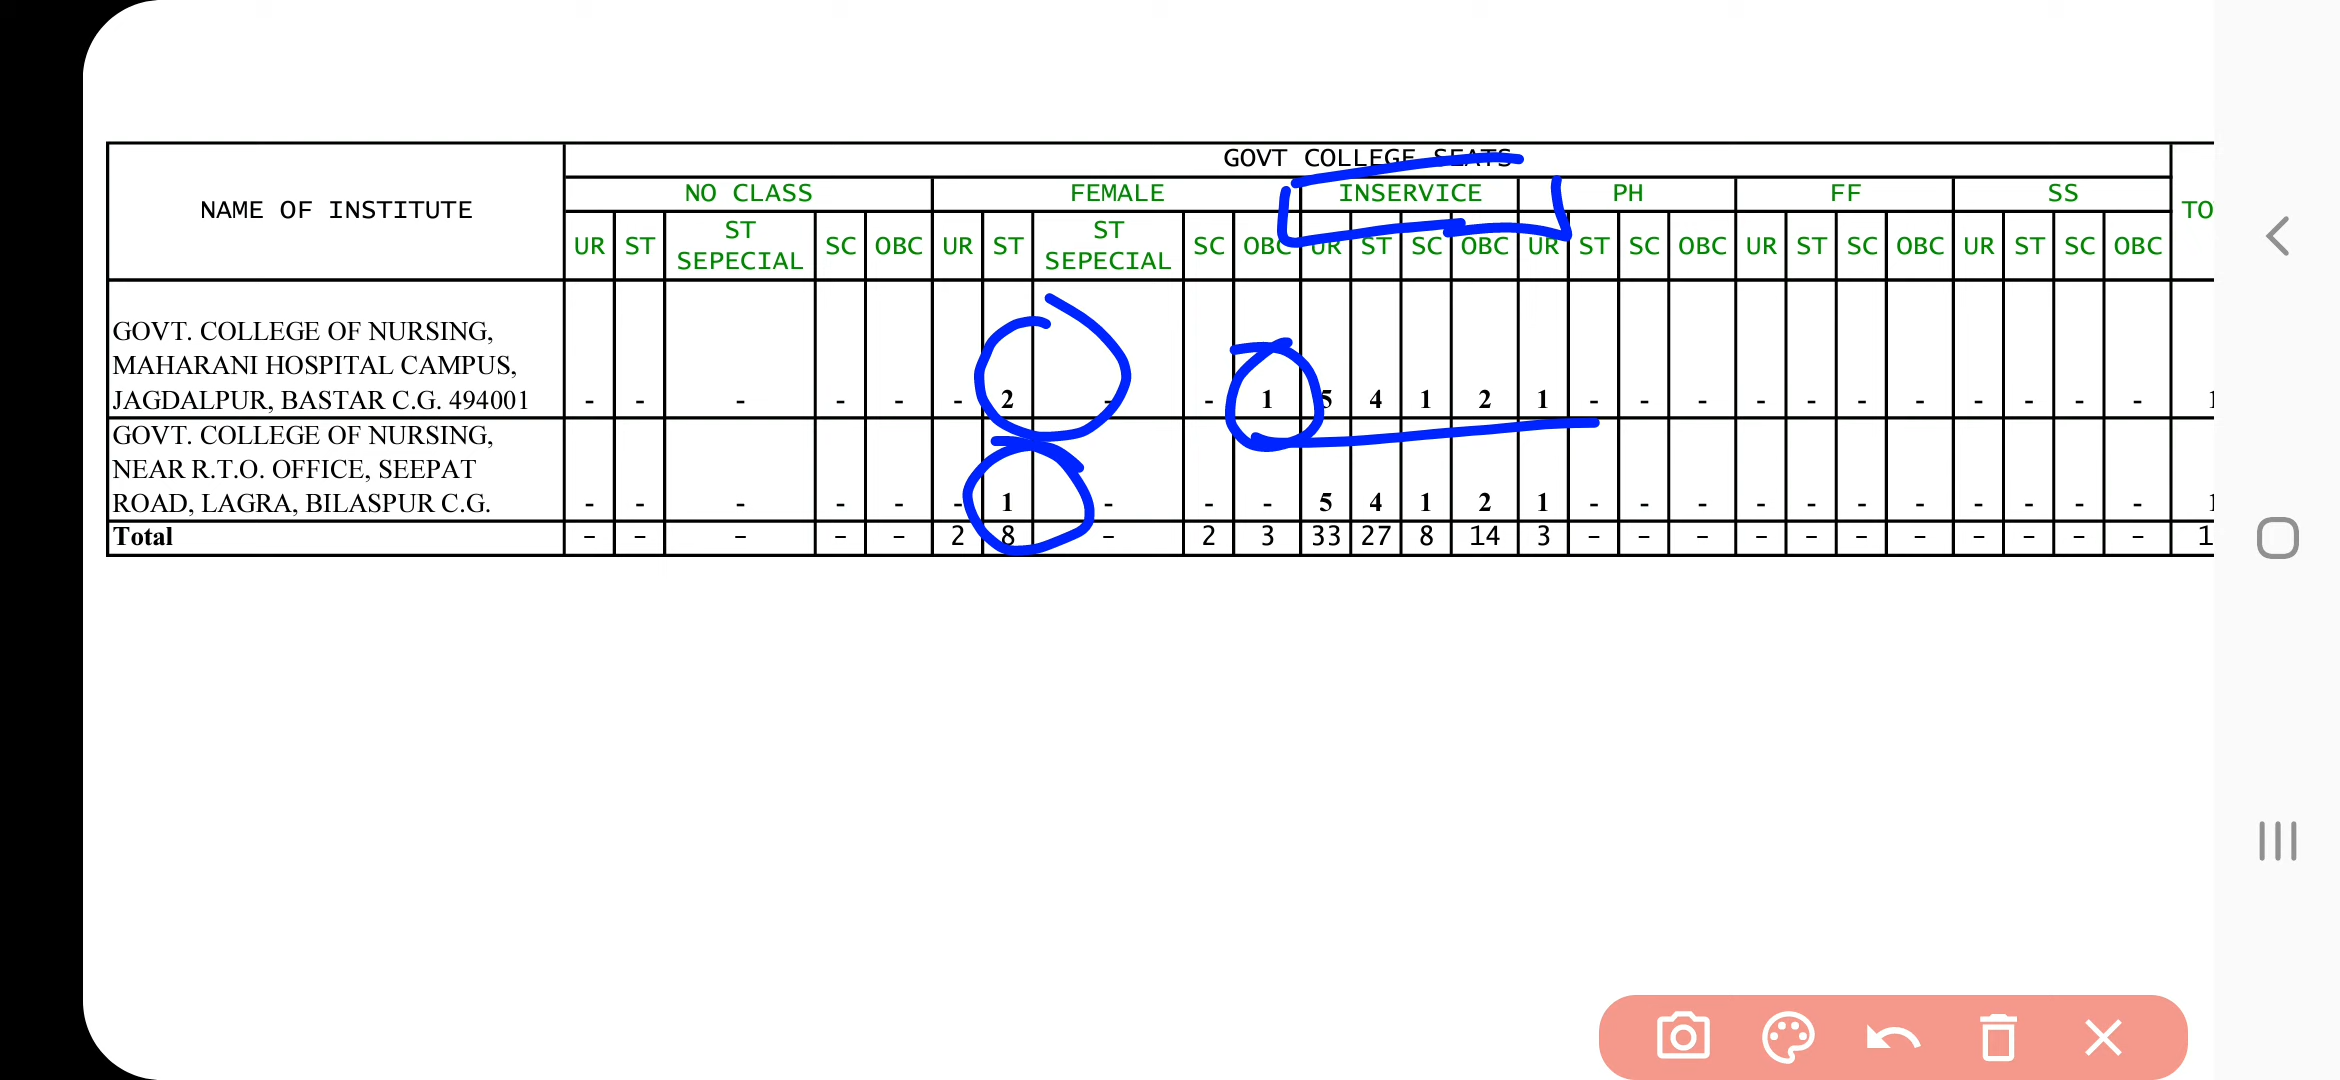 GOVT COLLEGE SEATS
NAME OF INSTITUTE NO CLASS FEMALE INSERVICE PH FF SS TO
UR ST ST SEPECIAL SC OBC UR ST ST SEPECIAL SC OBC UR ST SC OBC UR ST SC OBC UR ST SC OBC UR ST SC OBC
GOVT. COLLEGE OF NURSING,
MAHARANI HOSPITAL CAMPUS,
JAGDALPUR, BASTAR C.G. 494001 - - - - - - 2 - - 1 5 4 1 2 1 - - - - - - - - - - - 1
GOVT. COLLEGE OF NURSING,
NEAR R.T.O. OFFICE, SEEPAT
ROAD, LAGRA, BILASPUR C.G. - - - - - - 1 - - - 5 4 1 2 1 - - - - - - - - - - - 1
Total - - - - - 2 8 - 2 3 33 27 8 14 3 - - - - - - - - - - - 1